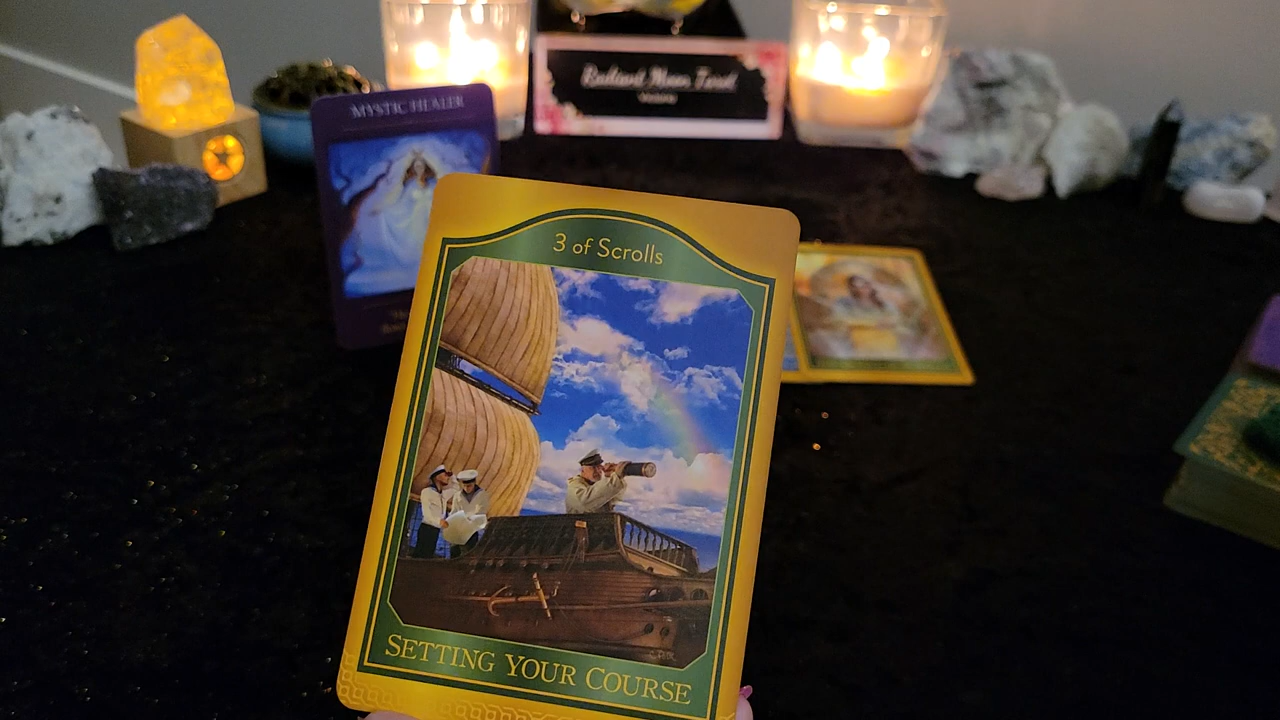 MYSTIC HEALER
Radiant Moon Tarot
3 of Scrolls
SETTING YOUR COURSE